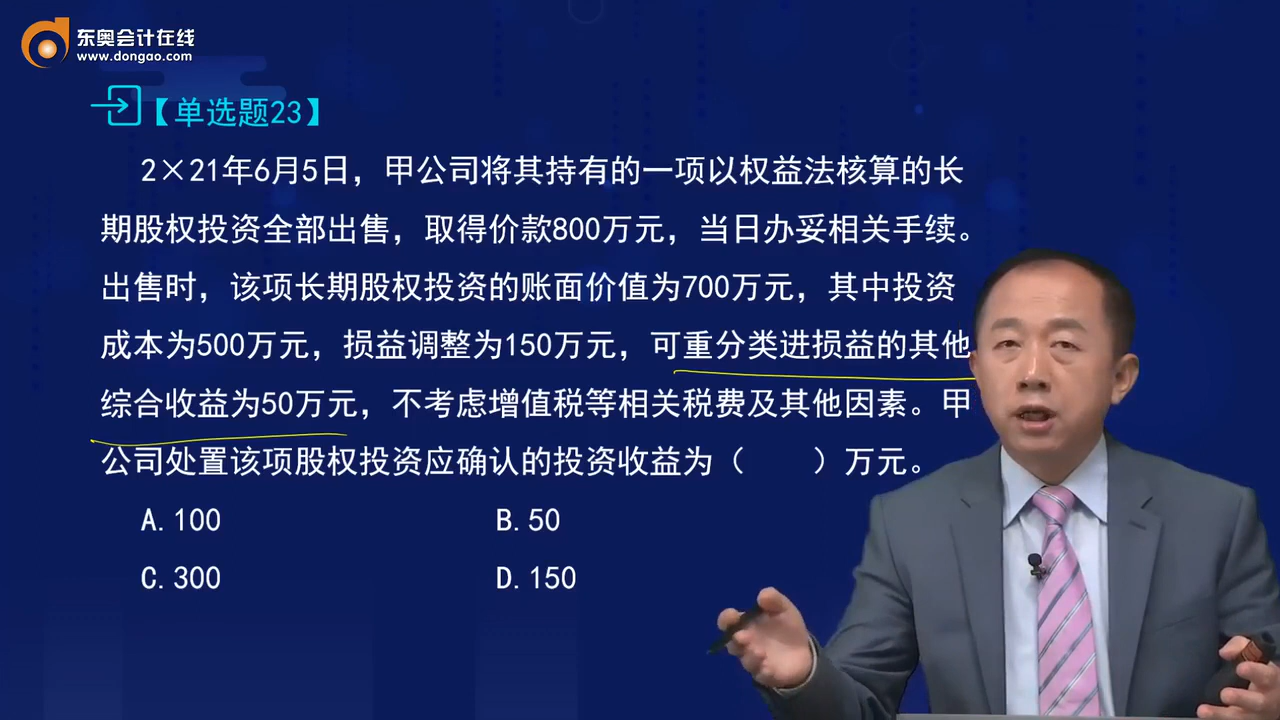 东奥会计在线
www.dongao.com
【单选题23】
2×21年6月5日，甲公司将其持有的一项以权益法核算的长
期股权投资全部出售，取得价款800万元，当日办妥相关手续。
出售时，该项长期股权投资的账面价值为700万元，其中投资
成本为500万元，损益调整为150万元，可重分类进损益的其他
综合收益为50万元，不考虑增值税等相关税费及其他因素。甲
公司处置该项股权投资应确认的投资收益为（　　）万元。
A.100
B.50
C.300
D.150